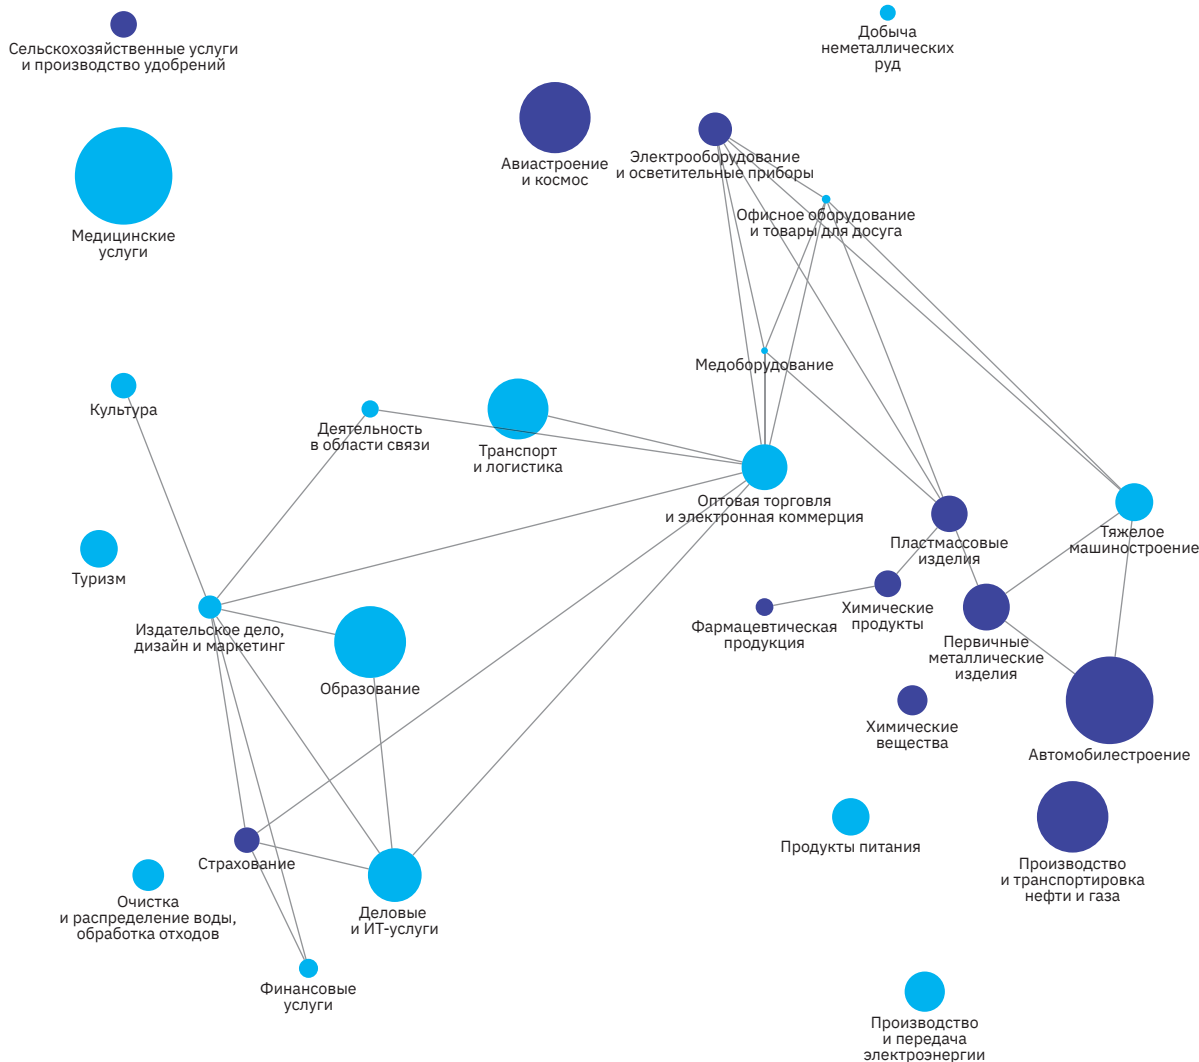 Сельскохозяйственные услуги
и производство удобрений
Добыча
неметаллических
руд
Медицинские
услуги
Авиастроение
и космос
Электрооборудование
и осветительные приборы
Офисное оборудование
и товары для досуга
Медоборудование
Культура
Деятельность
в области связи
Транспорт
и логистика
Оптовая торговля
и электронная коммерция
Пластмассовые
изделия
Тяжелое
машиностроение
Туризм
Издательское дело,
дизайн и маркетинг
Образование
Фармацевтическая
продукция
Химические
продукты
Первичные
металлические
изделия
Химические
вещества
Автомобилестроение
Продукты питания
Производство
и транспортировка
нефти и газа
Страхование
Очистка
и распределение воды,
обработка отходов
Деловые
и ИТ-услуги
Финансовые
услуги
Производство
и передача
электроэнергии